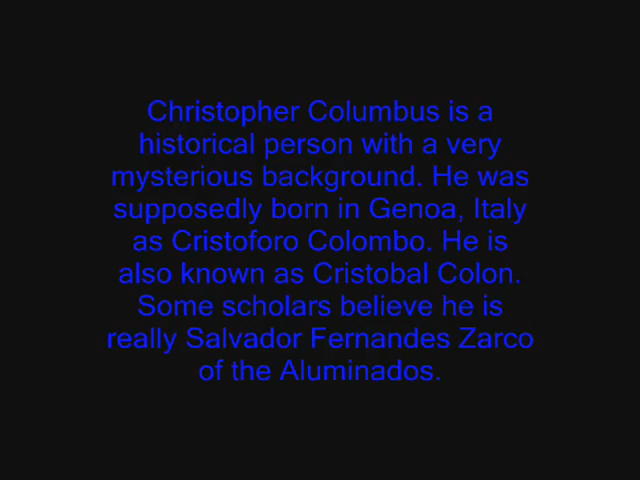 Christopher Columbus is a
historical person with a very
mysterious background. He was
supposedly born in Genoa, Italy
as Cristoforo Colombo. He is
also known as Cristobal Colon.
Some scholars believe he is
really Salvador Fernandes Zarco
of the Aluminados.